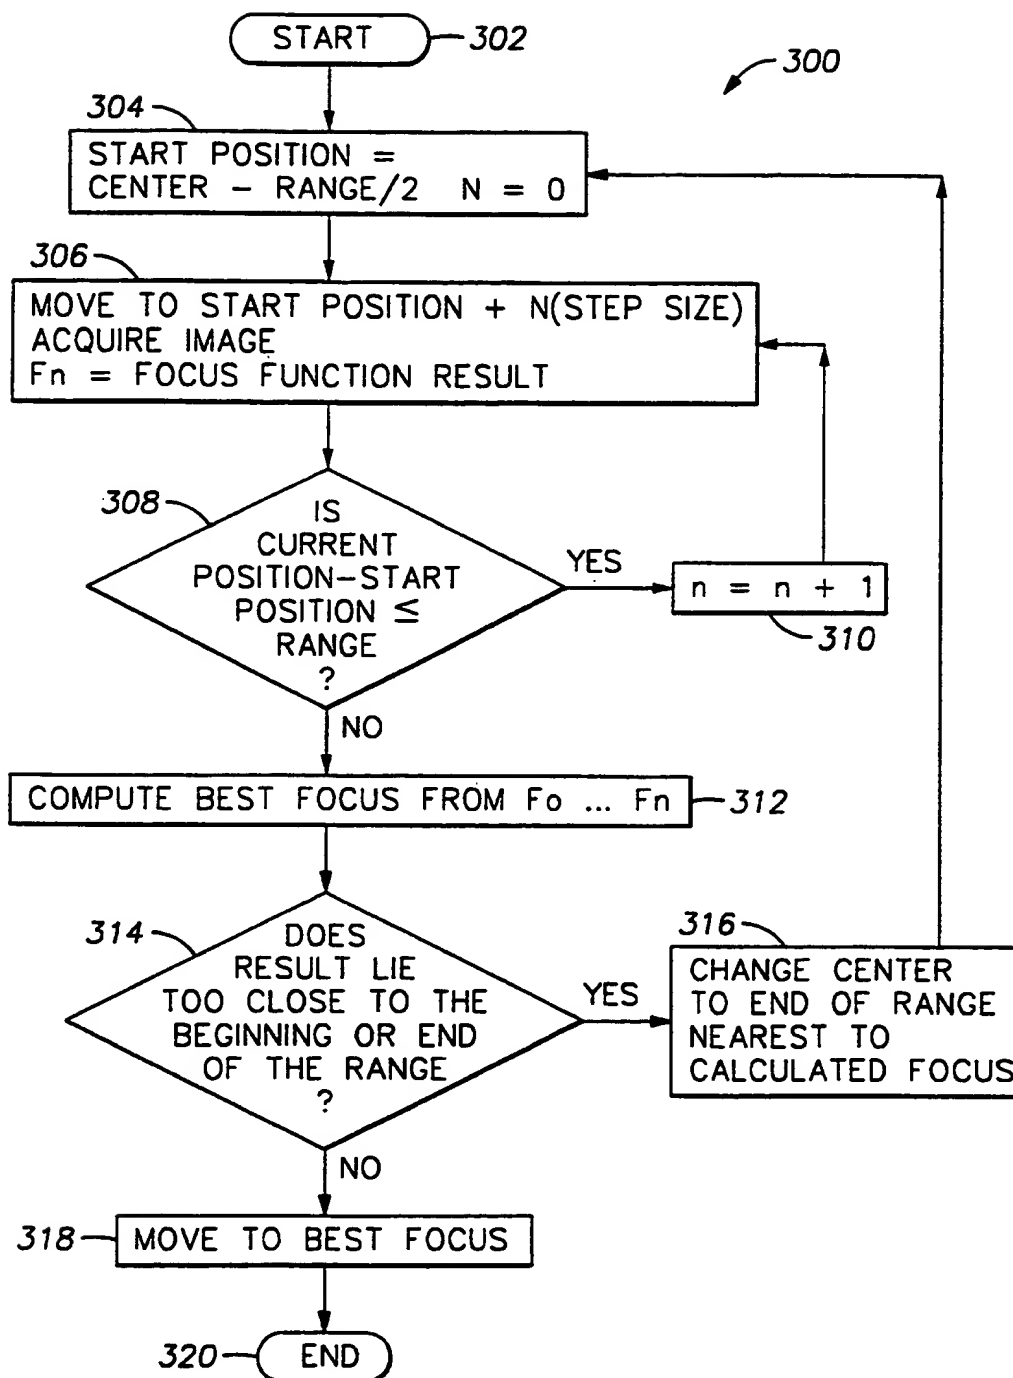 START
302
300
304
START POSITION =
CENTER - RANGE/2 N = 0
306
MOVE TO START POSITION + N(STEP SIZE)
ACQUIRE IMAGE
Fn = FOCUS FUNCTION RESULT
308
IS
CURRENT
POSITION-START
POSITION ≤
RANGE
?
YES
n = n + 1
310
NO
COMPUTE BEST FOCUS FROM Fo ... Fn
312
314
DOES
RESULT LIE
TOO CLOSE TO THE
BEGINNING OR END
OF THE RANGE
?
YES
316
CHANGE CENTER
TO END OF RANGE
NEAREST TO
CALCULATED FOCUS
NO
318
MOVE TO BEST FOCUS
320
END